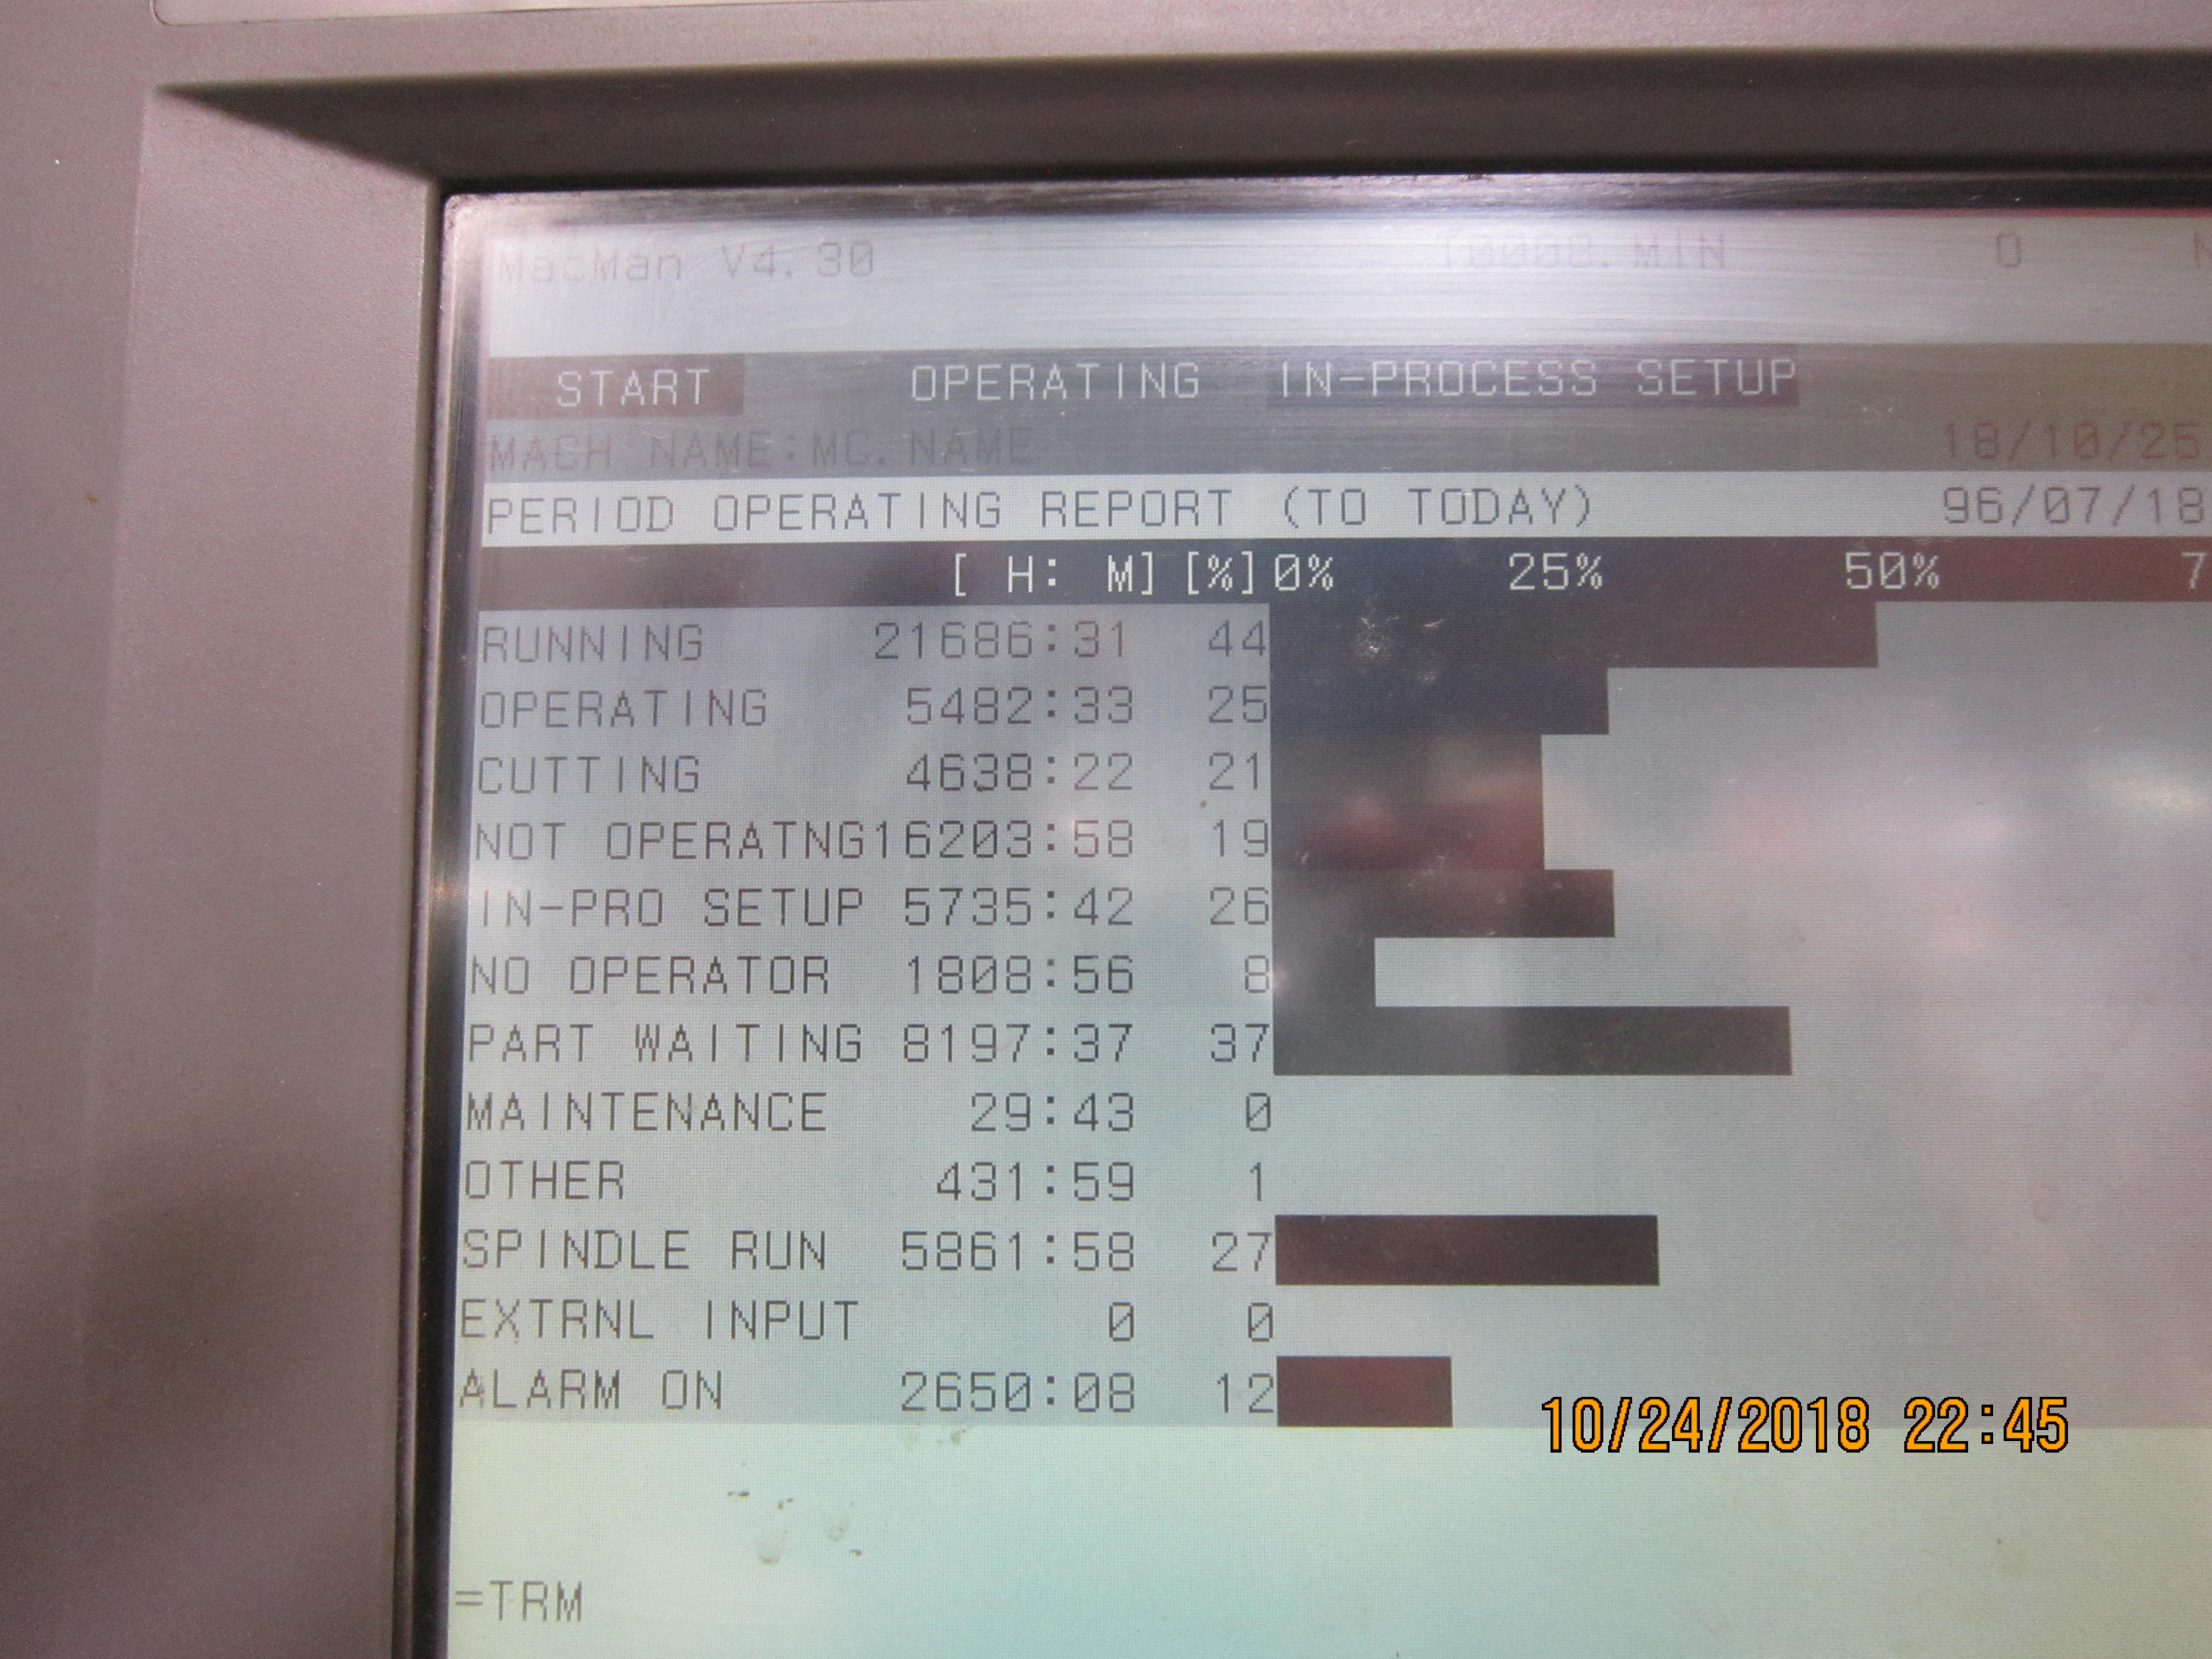 MacMan V4.30 10000.MIN O N
START OPERATING IN-PROCESS SETUP
MACH NAME:MC.NAME 18/10/25
PERIOD OPERATING REPORT (TO TODAY) 96/07/18
[ H: M] [%] 0% 25% 50% 7
RUNNING 21686:31 44
OPERATING 5482:33 25
CUTTING 4638:22 21
NOT OPERATNG16203:58 19
IN-PRO SETUP 5735:42 26
NO OPERATOR 1808:56 8
PART WAITING 8197:37 37
MAINTENANCE 29:43 0
OTHER 431:59 1
SPINDLE RUN 5861:58 27
EXTRNL INPUT 0 0
ALARM ON 2650:08 12
10/24/2018 22:45
=TRM